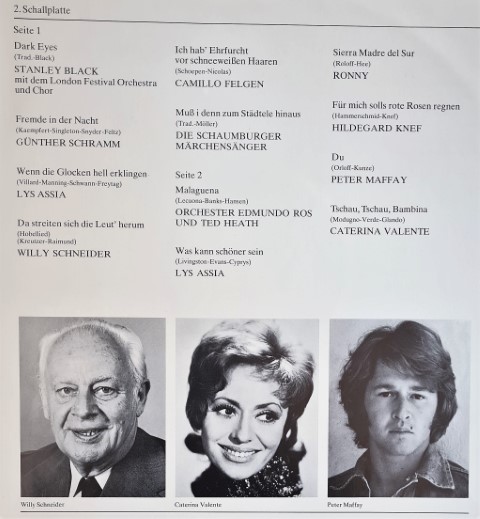 2. Schallplatte
Seite 1
Dark Eyes
(Trad.-Black)
STANLEY BLACK
mit dem London Festival Orchestra
und Chor
Fremde in der Nacht
(Kaempfert-Singleton-Snyder-Feltz)
GÜNTHER SCHRAMM
Wenn die Glocken hell erklingen
(Villard-Manning-Schwann-Freytag)
LYS ASSIA
Da streiten sich die Leut' herum
(Hobellied)
(Kreutzer-Raimund)
WILLY SCHNEIDER
Ich hab' Ehrfurcht
vor schneeweißen Haaren
(Schoepen-Nicolas)
CAMILLO FELGEN
Muß i denn zum Städtele hinaus
(Trad.-Möller)
DIE SCHAUMBURGER
MÄRCHENSÄNGER
Seite 2
Malaguena
(Lecuona-Banks-Hansen)
ORCHESTER EDMUNDO ROS
UND TED HEATH
Was kann schöner sein
(Livingston-Evans-Cyprys)
LYS ASSIA
Sierra Madre del Sur
(Roloff-Hee)
RONNY
Für mich solls rote Rosen regnen
(Hammerschmid-Knef)
HILDEGARD KNEF
Du
(Orloff-Kunze)
PETER MAFFAY
Tschau, Tschau, Bambina
(Modugno-Verde-Glando)
CATERINA VALENTE
Willy Schneider
Caterina Valente
Peter Maffay